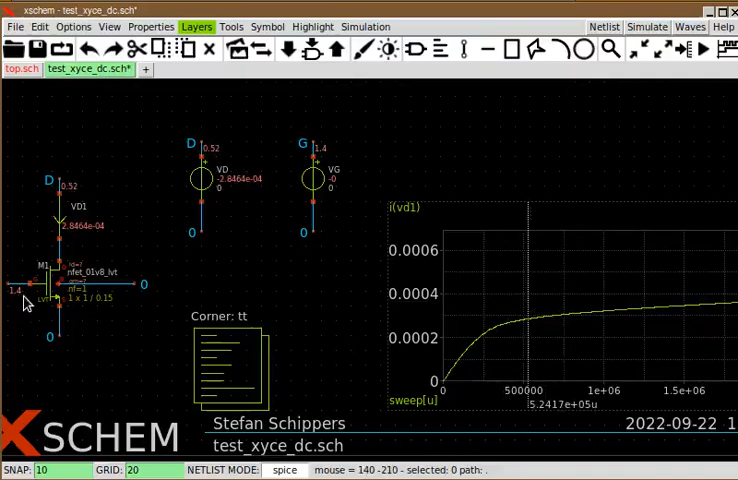 xschem - test_xyce_dc.sch*
File Edit Options View Properties Layers Tools Symbol Highlight Simulation Netlist Simulate Waves Help
top.sch test_xyce_dc.sch* +
D 0.52
VD
-2.8464e-04
0
0
G 1.4
VG
-0
0
0
D 0.52
VD1
2.8464e-04
M1
nfet_01v8_lvt
nf=1
1 x 1 / 0.15
LVT
1.4
0
0
i(vd1)
0.0006
0.0004
0.0002
0
0 500000 1e+06 1.5e+06
sweep[u] 5.2417e+05u
Corner: tt
XSCHEM
Stefan Schippers 2022-09-22 1
test_xyce_dc.sch
SNAP: 10 GRID: 20 NETLIST MODE: spice mouse = 140 -210 - selected: 0 path: .